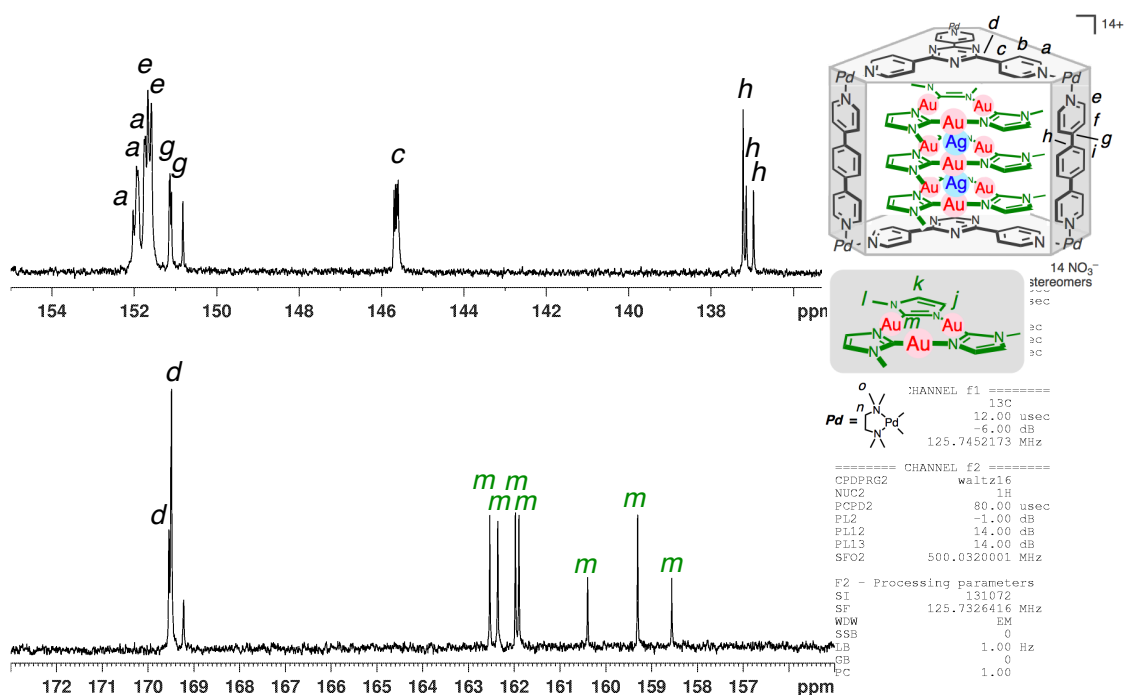 e
e
a
a
a
g
g
c
h
h
h
154 152 150 148 146 144 142 140 138 ppm
d
d
m
m
m
m
m
m
m
172 171 170 169 168 167 166 165 164 163 162 161 160 159 158 157 ppm
14+
Pd
d
b
a
c
N
N
N
N
N
Pd
Pd
N
N
e
f
g
h
i
Au
Au
Au
Ag
Au
Au
Au
Ag
Au
Au
Au
N
N
Pd
Pd
14 NO3−
stereomers
sec
usec
ec
ec
ec
k
l
j
m
N
N
Au
Au
Au
N
N
N
N
o
n
N
Pd
N
Pd =
CHANNEL f1 ========
13C
12.00 usec
-6.00 dB
125.7452173 MHz
======== CHANNEL f2 ========
CPDPRG2 waltz16
NUC2 1H
PCPD2 80.00 usec
PL2 -1.00 dB
PL12 14.00 dB
PL13 14.00 dB
SFO2 500.0320001 MHz
F2 - Processing parameters
SI 131072
SF 125.7326416 MHz
WDW EM
SSB 0
LB 1.00 Hz
GB 0
PC 1.00